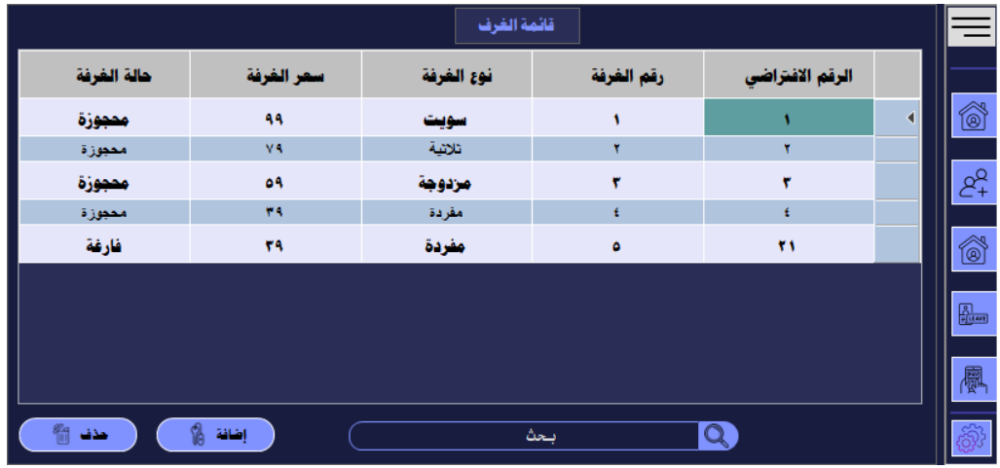 قائمة الغرف
الرقم الافتراضي رقم الغرفة نوع الغرفة سعر الغرفة حالة الغرفة
١ ١ سويت ٩٩ محجوزة
٢ ٢ ثلاثية ٧٩ محجوزة
٣ ٣ مزدوجة ٥٩ محجوزة
٤ ٤ مفردة ٣٩ محجوزة
٢١ ٥ مفردة ٣٩ فارغة
بحث إضافة حذف
LEAVE
PAY